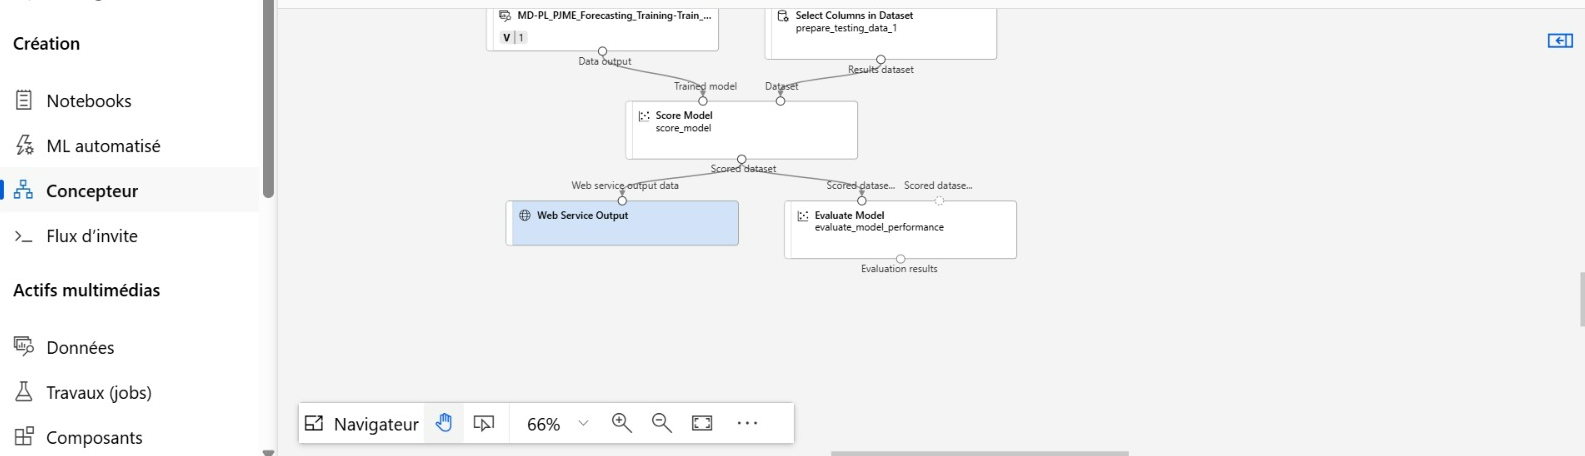 Création
Notebooks
ML automatisé
Concepteur
Flux d’invite
Actifs multimédias
Données
Travaux (jobs)
Composants
MD-PL_PJME_Forecasting_Training-Train_...
V | 1
Data output
Select Columns in Dataset
prepare_testing_data_1
Results dataset
Trained model
Dataset
Score Model
score_model
Scored dataset
Web service output data
Scored datase...
Scored datase...
Web Service Output
Evaluate Model
evaluate_model_performance
Evaluation results
Navigateur
66%